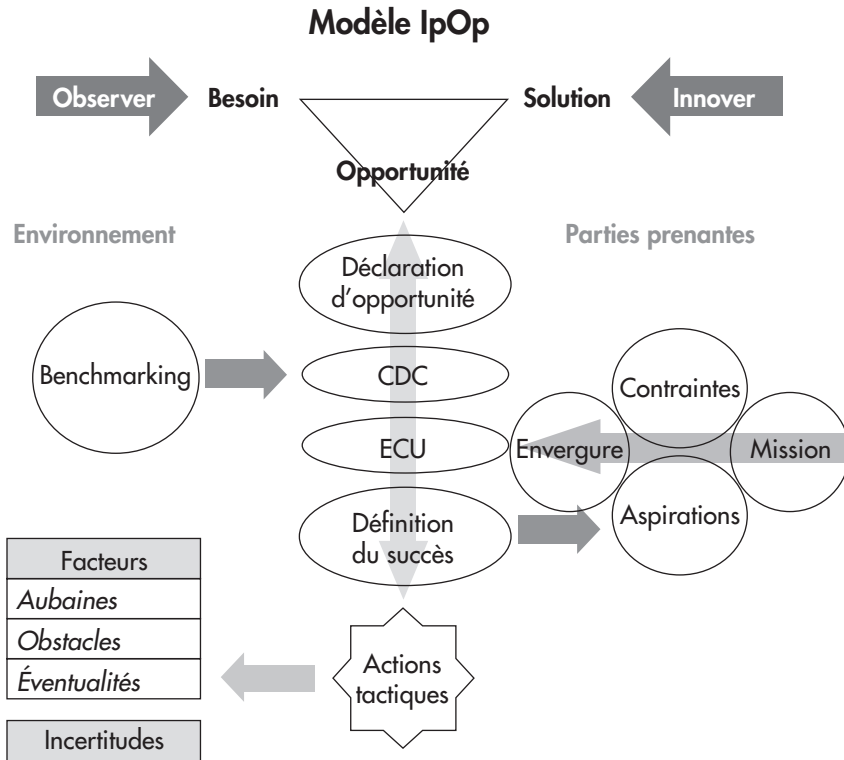 Modèle IpOp
Observer
Besoin
Solution
Innover
Opportunité
Environnement
Parties prenantes
Déclaration
d'opportunité
Benchmarking
CDC
Contraintes
ECU
Envergure
Mission
Définition
du succès
Aspirations
Facteurs
Aubaines
Obstacles
Éventualités
Actions
tactiques
Incertitudes